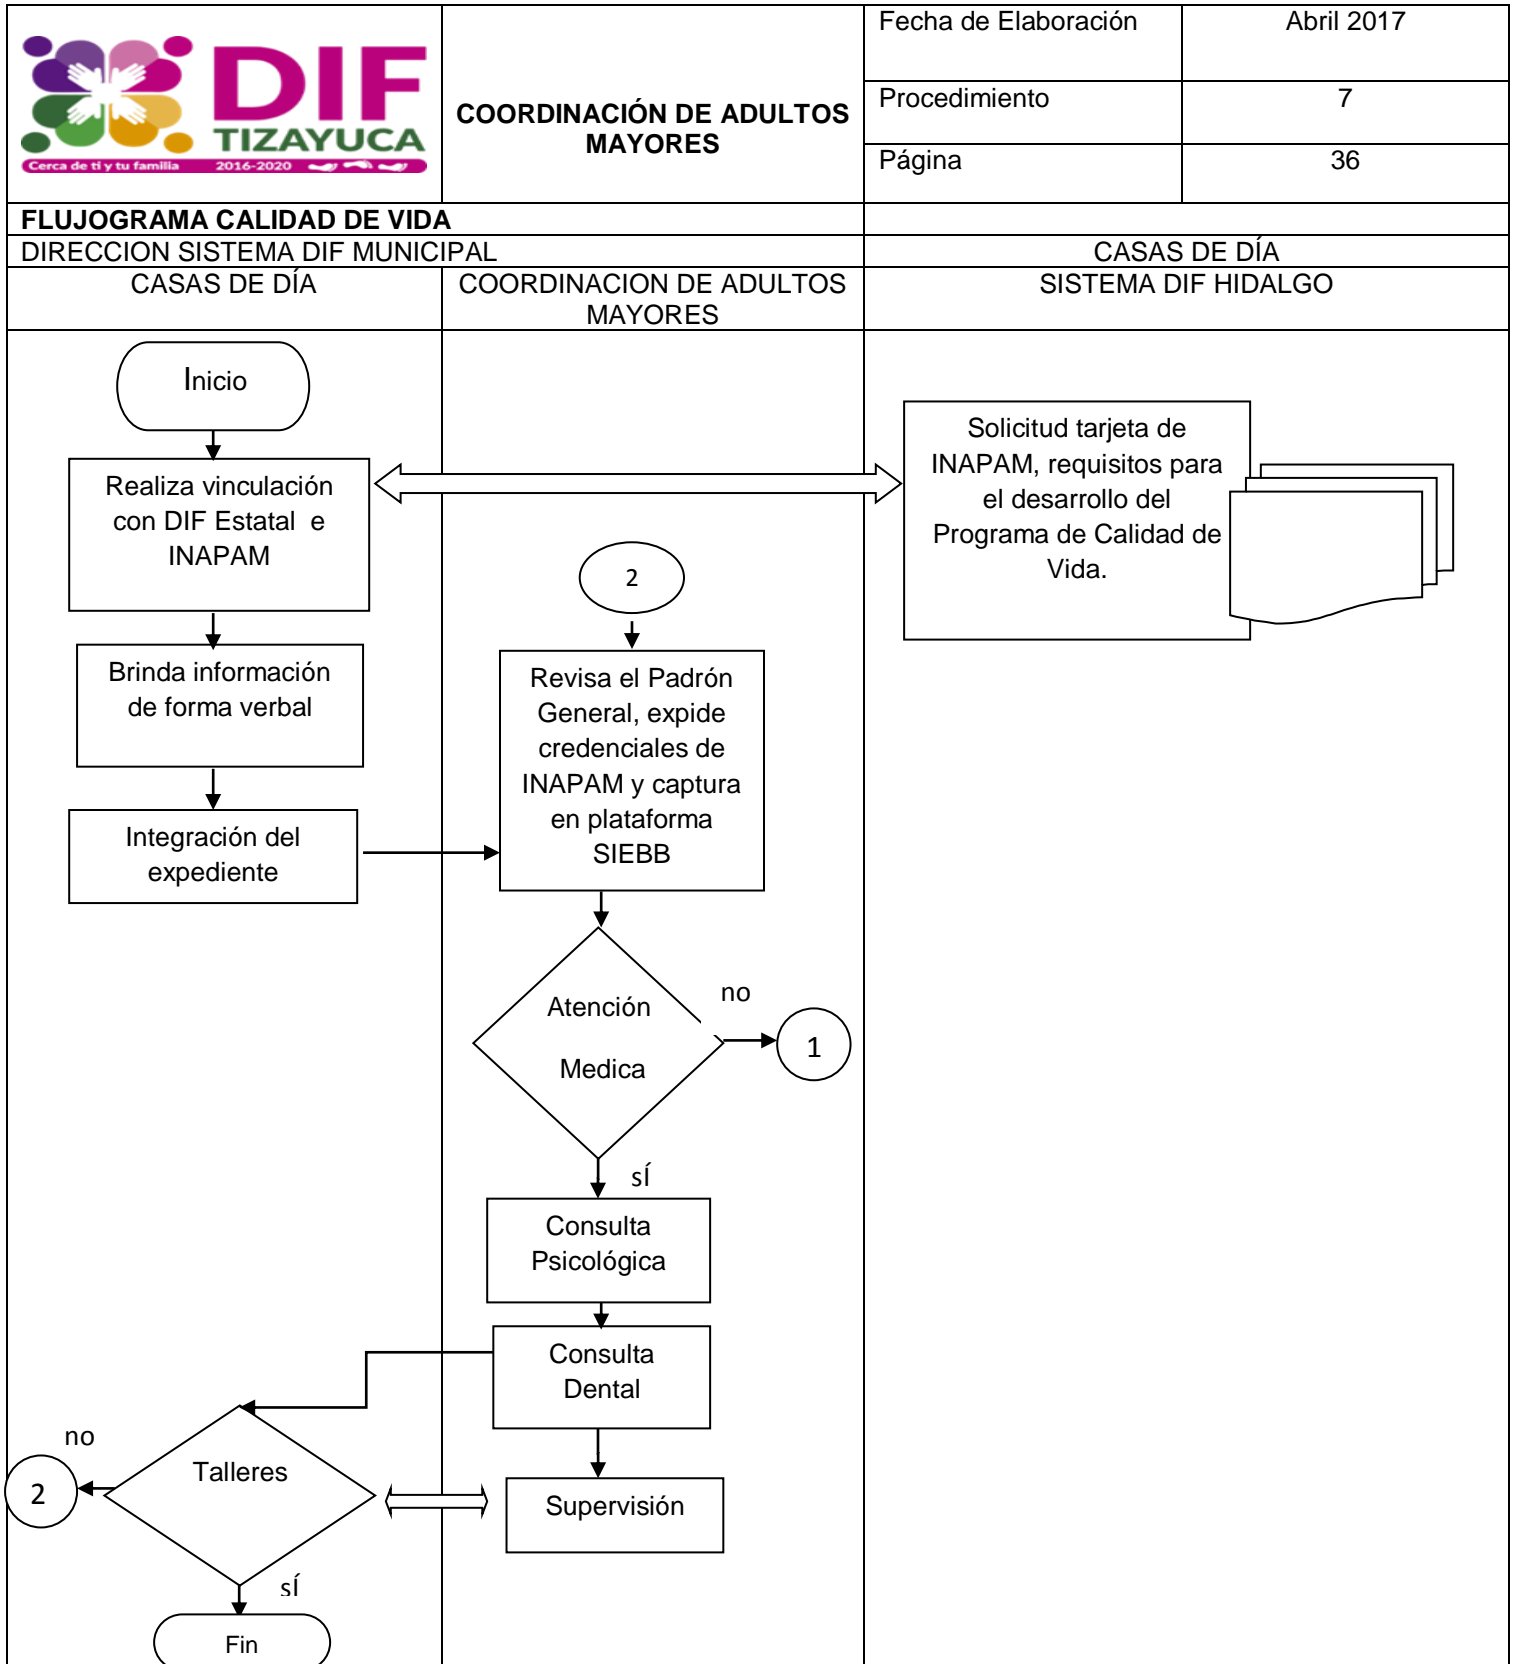 DIF
TIZAYUCA
Cerca de ti y tu familia 2016-2020
COORDINACIÓN DE ADULTOS
MAYORES
Fecha de Elaboración Abril 2017
Procedimiento 7
Página 36
FLUJOGRAMA CALIDAD DE VIDA
DIRECCION SISTEMA DIF MUNICIPAL CASAS DE DÍA
CASAS DE DÍA COORDINACION DE ADULTOS
MAYORES
SISTEMA DIF HIDALGO
Inicio
Realiza vinculación
con DIF Estatal e
INAPAM
Solicitud tarjeta de
INAPAM, requisitos para
el desarrollo del
Programa de Calidad de
Vida.
2
Brinda información
de forma verbal
Revisa el Padrón
General, expide
credenciales de
INAPAM y captura
en plataforma
SIEBB
Integración del
expediente
Atención
Medica
no
1
sÍ
Consulta
Psicológica
Consulta
Dental
no
2
Talleres
Supervisión
sÍ
Fin